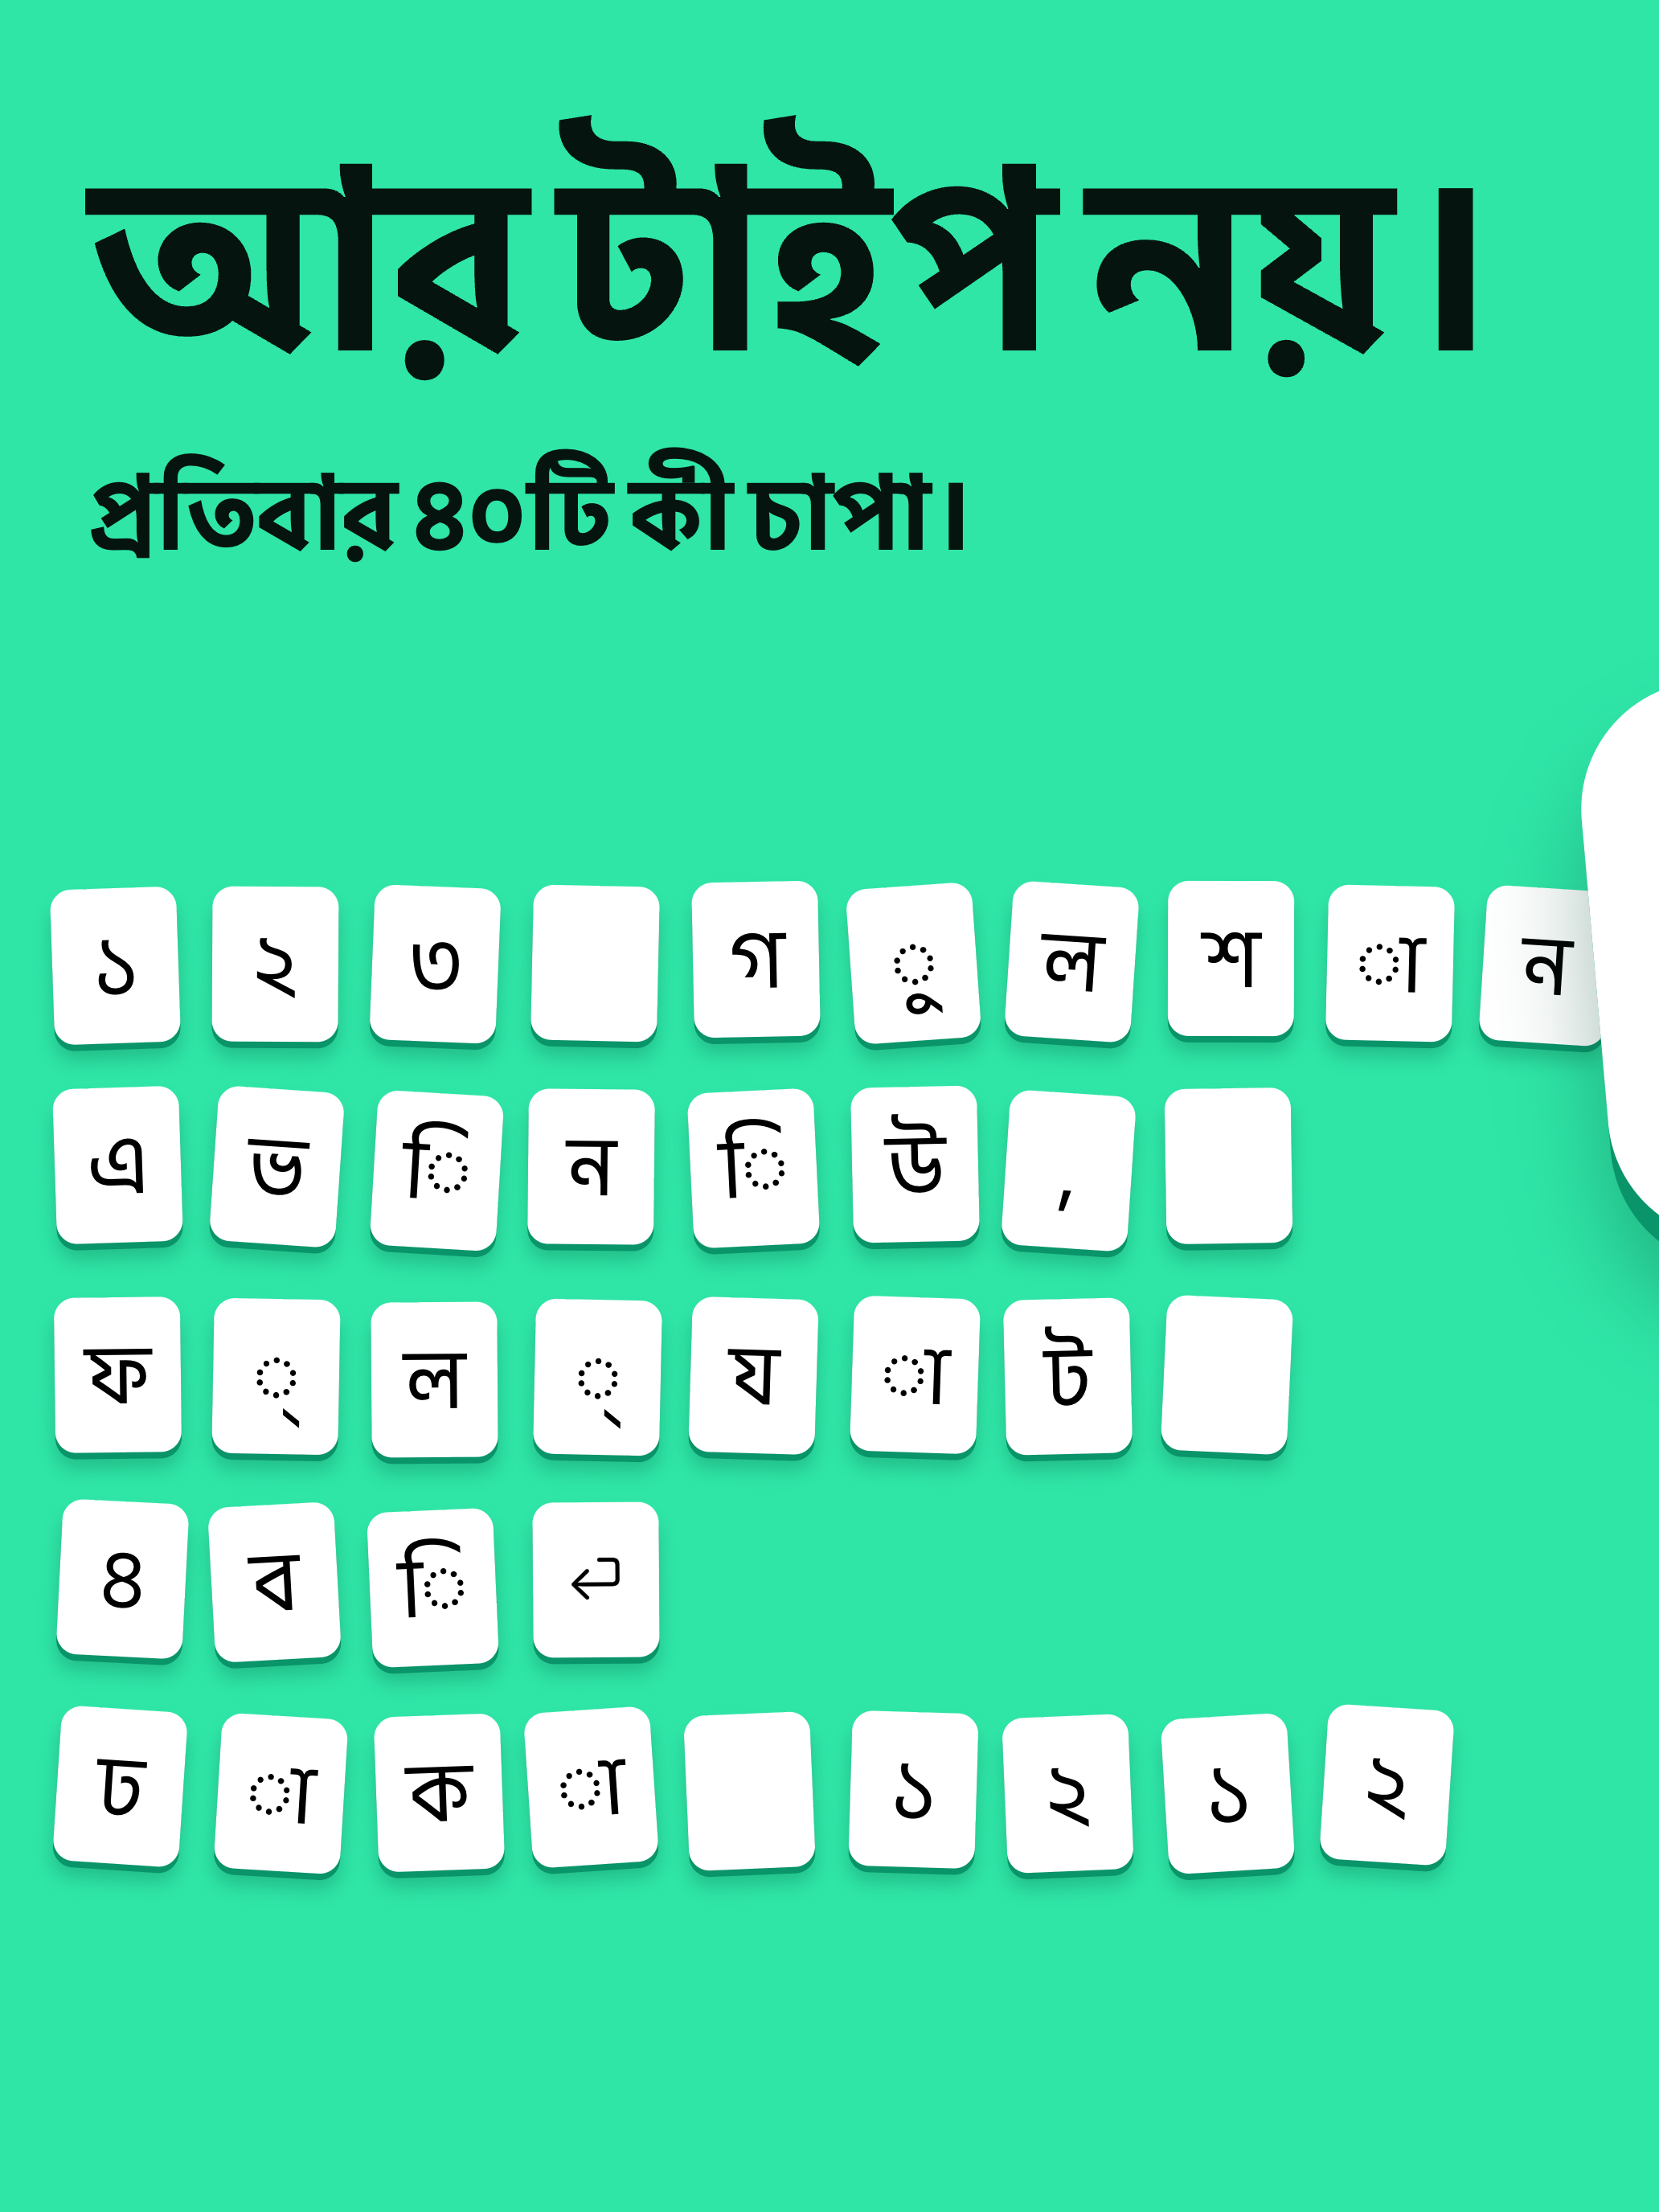 আর টাইপ নয়।
প্রতিবার ৪০টি কী চাপা।
১ ২ ৩ গ ু ল শ া ন
এ ভ ি ন ি উ ,
ফ ্ ল ্ য া ট
৪ ব ি ↵
ঢ া ক া ১ ২ ১ ২